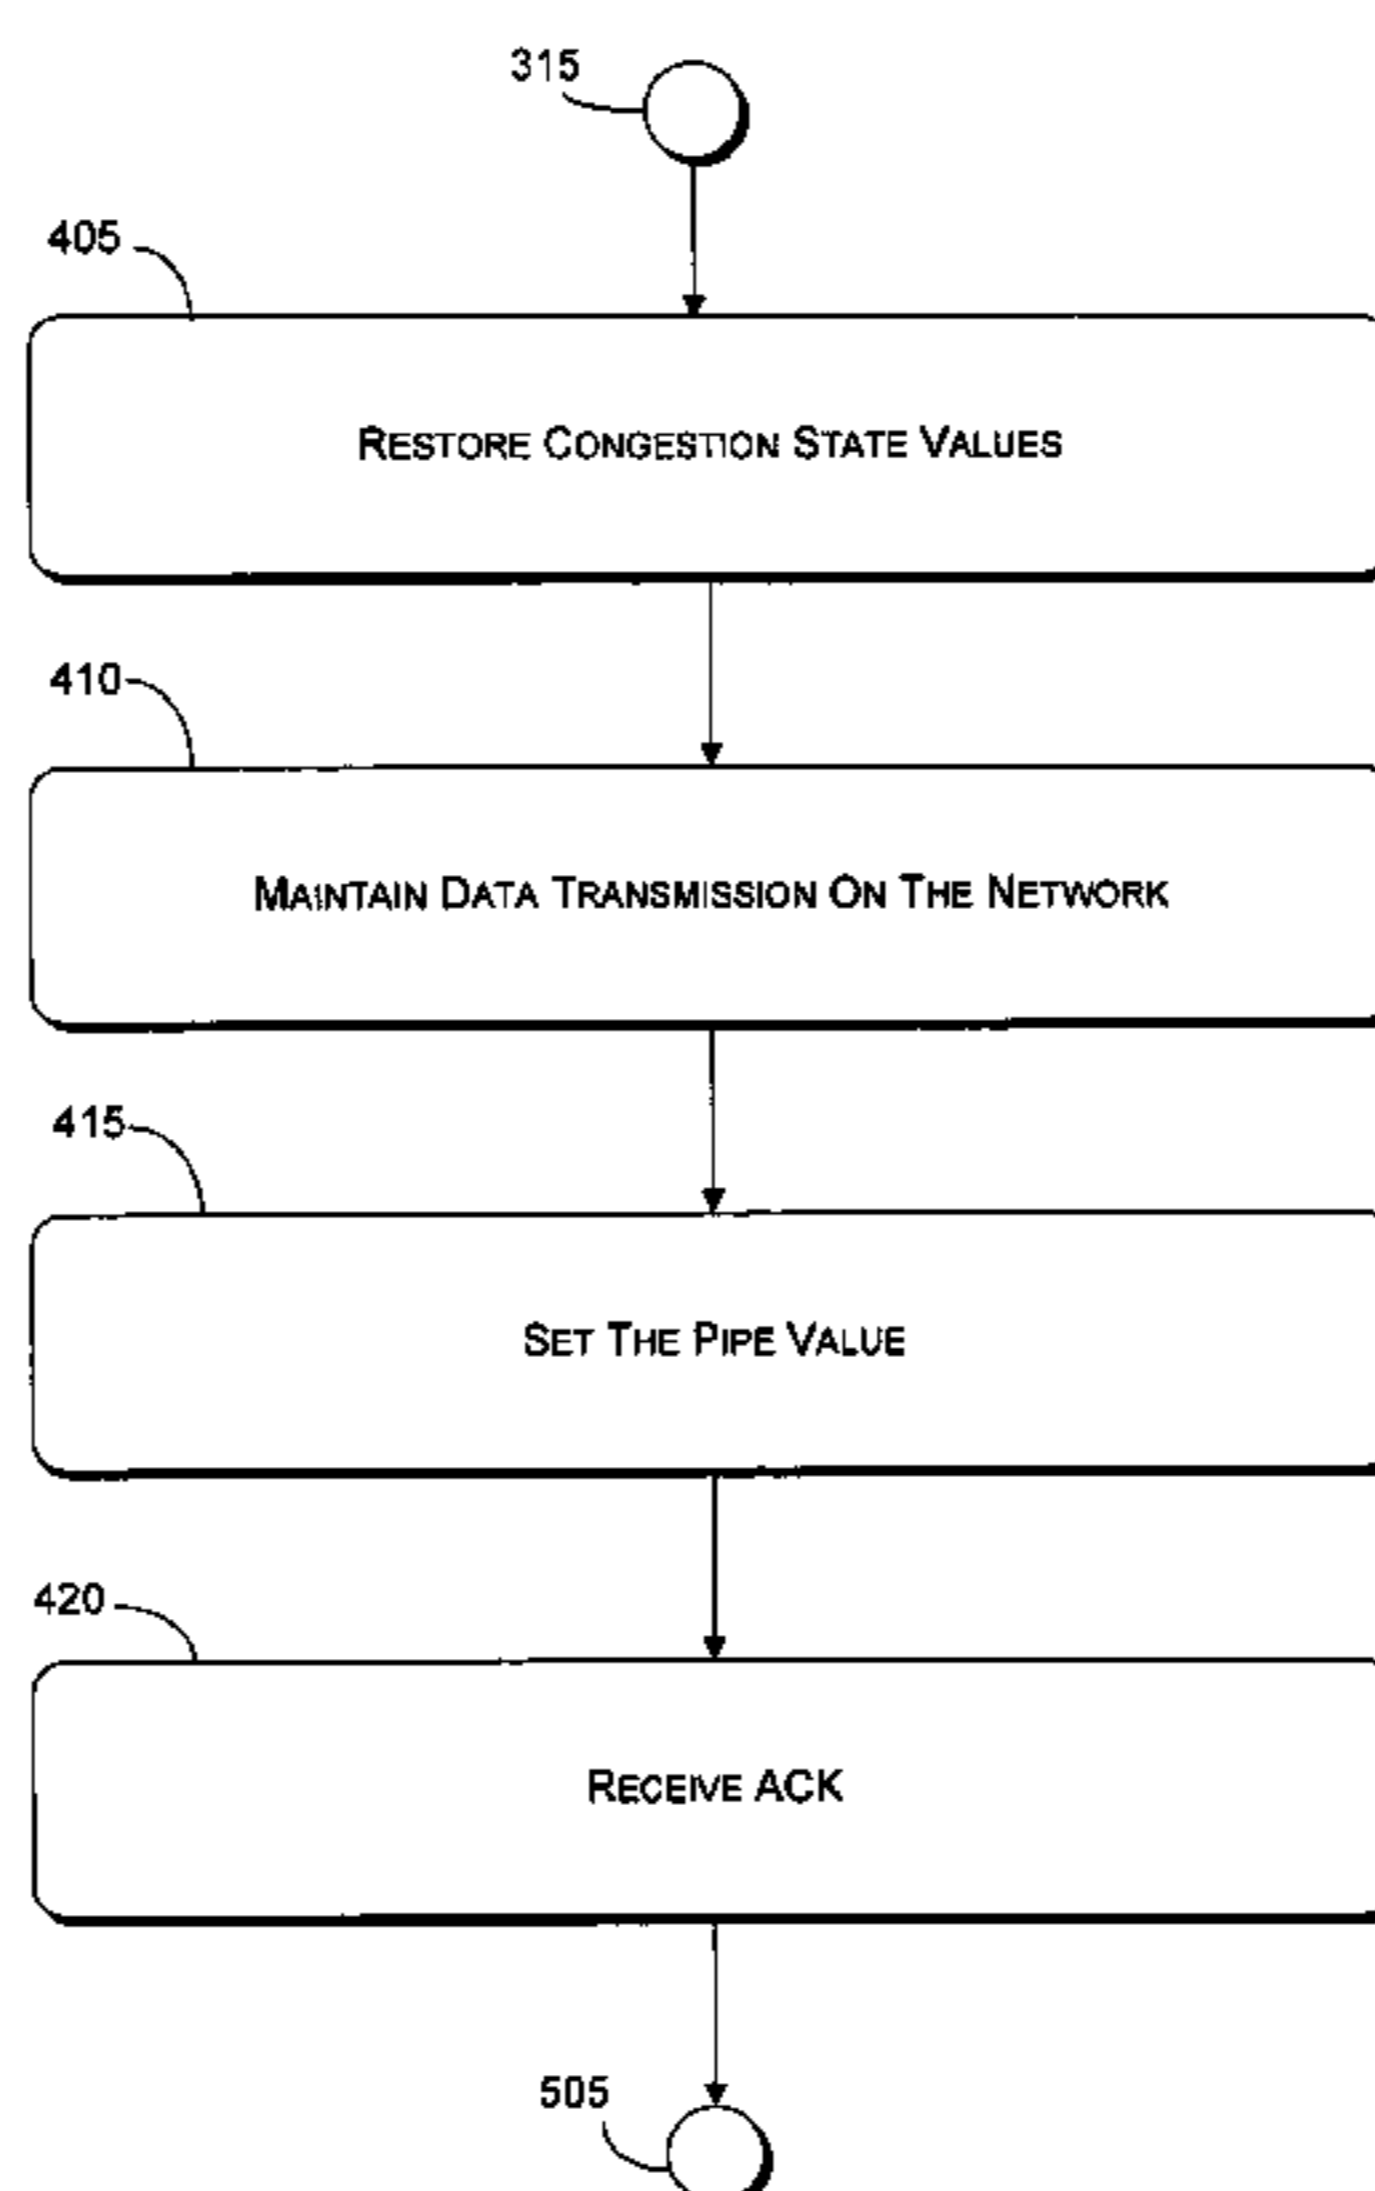 315
405
RESTORE CONGESTION STATE VALUES
410
MAINTAIN DATA TRANSMISSION ON THE NETWORK
415
SET THE PIPE VALUE
420
RECEIVE ACK
505